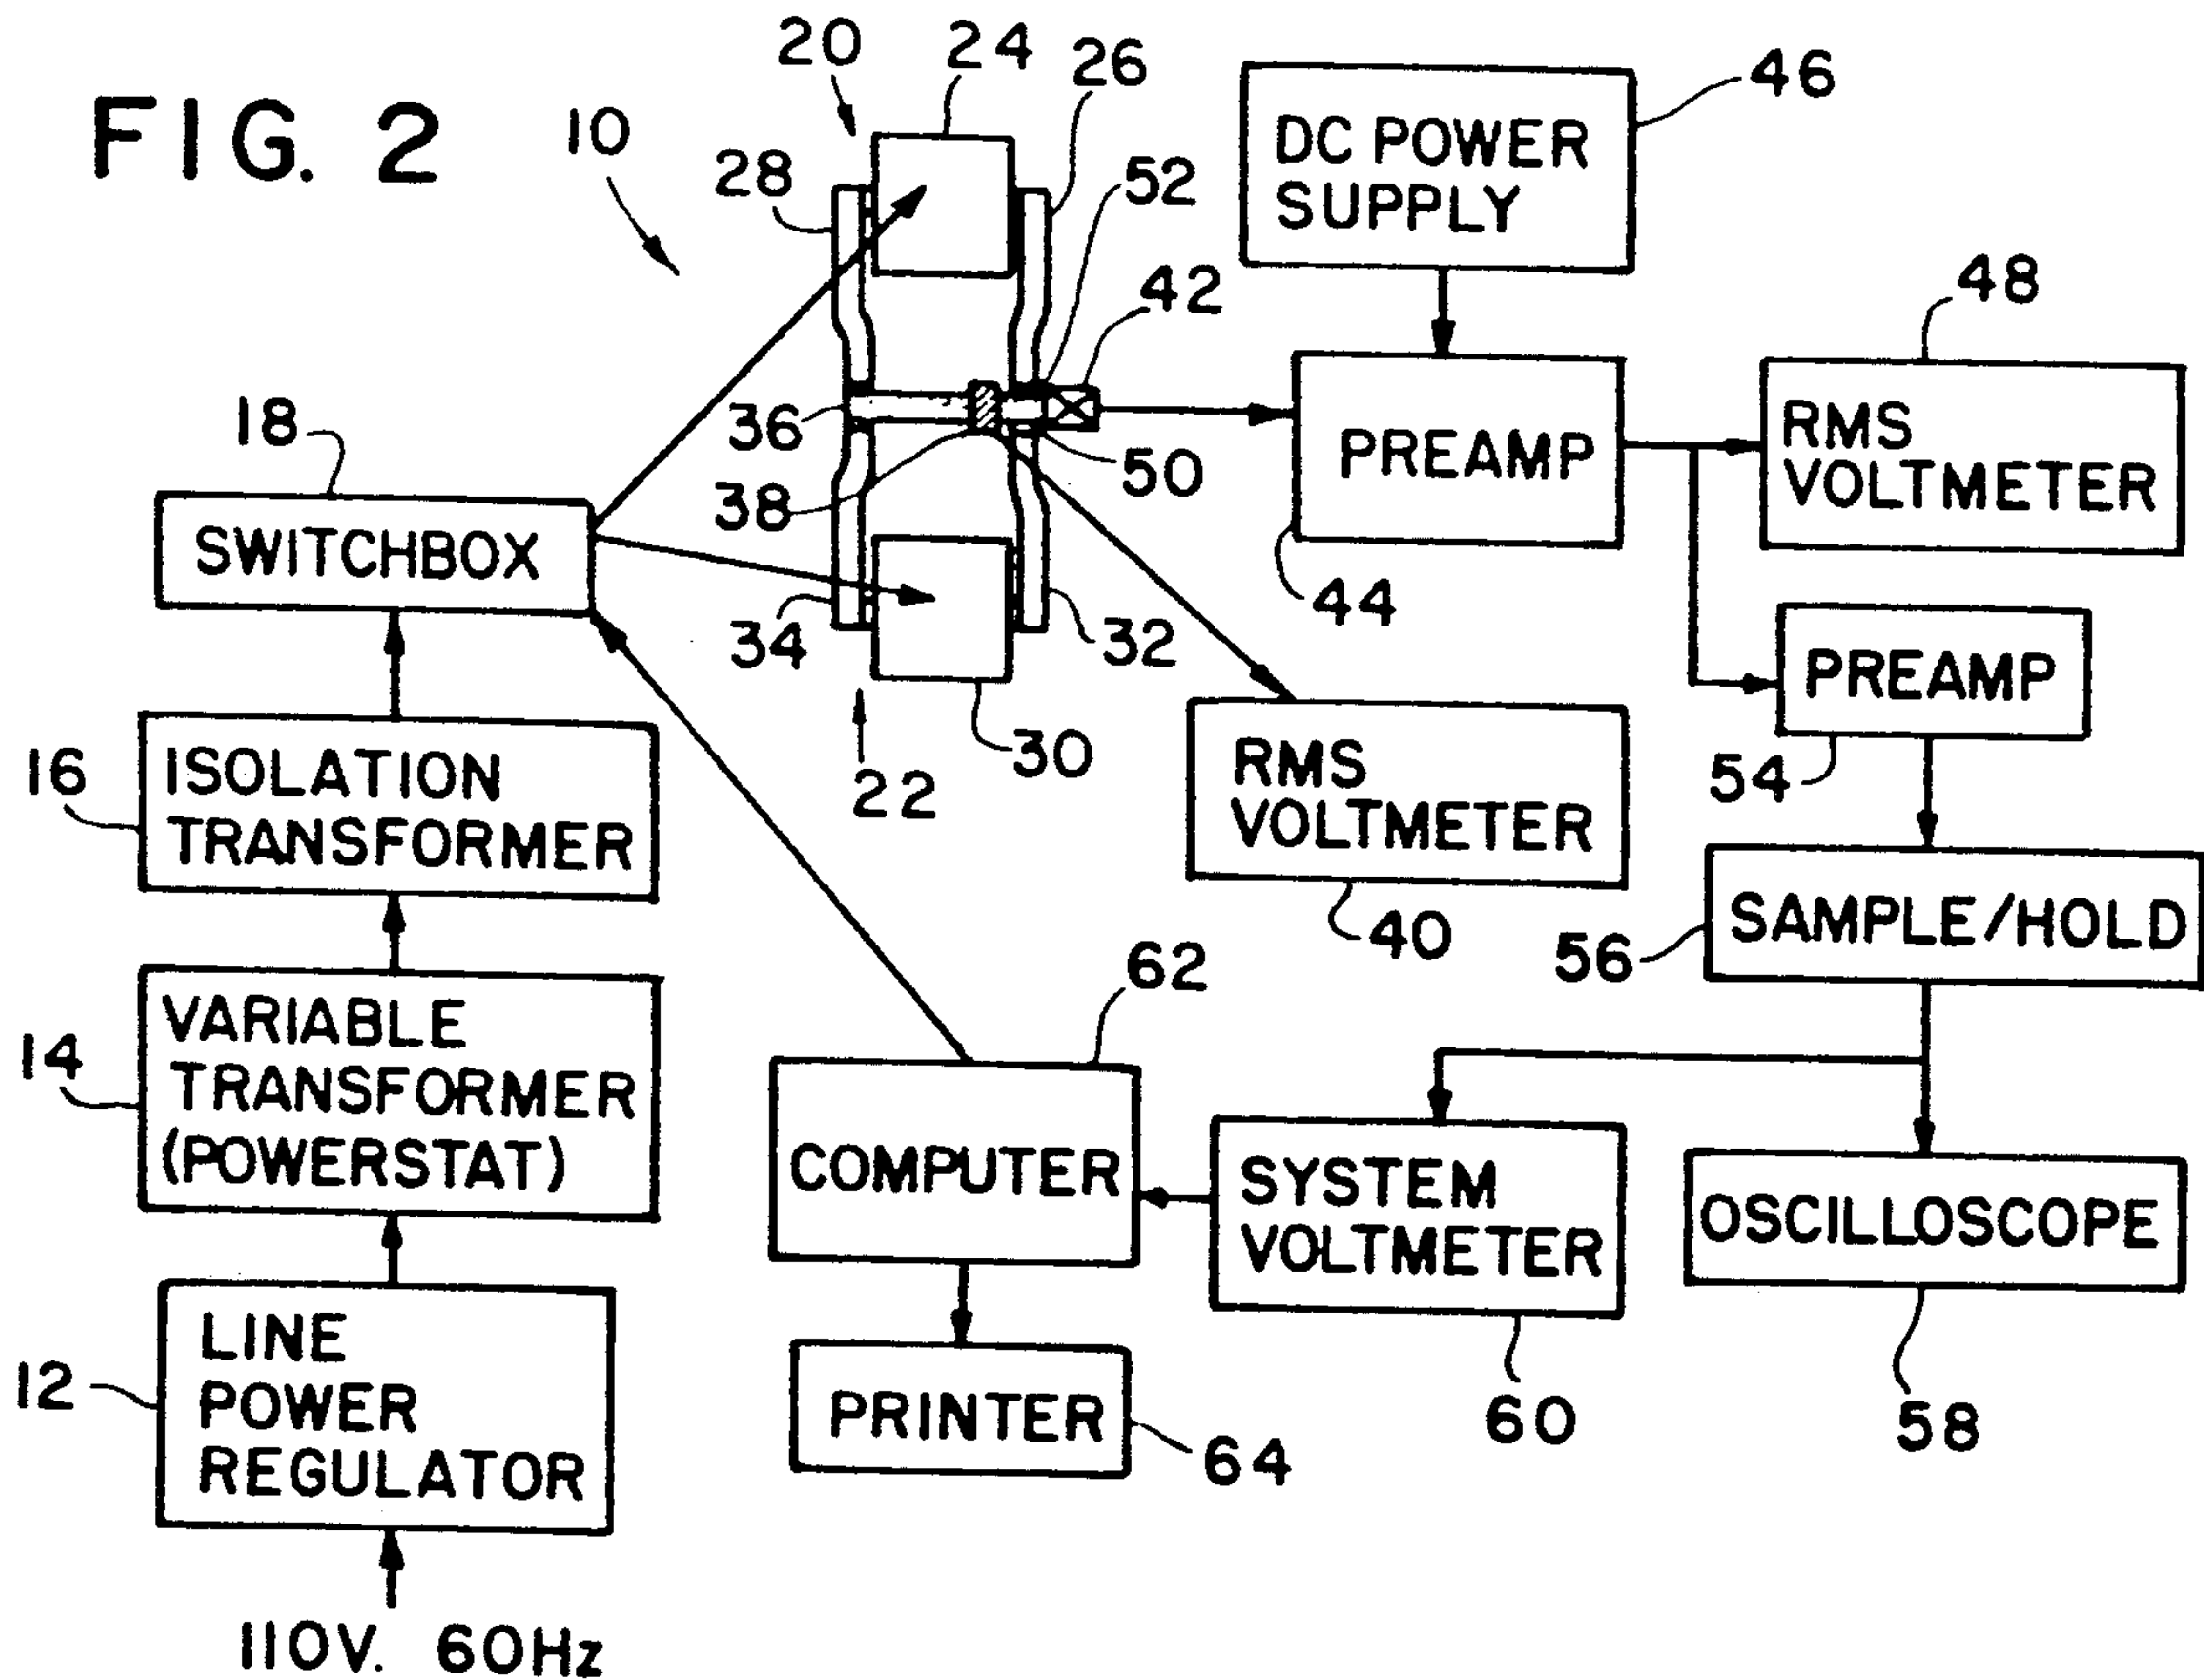 FIG. 2
10
20
24
26
28
52
42
46
DC POWER
SUPPLY
48
18
SWITCHBOX
36
38
50
PREAMP
44
RMS
VOLTMETER
34
32
30
22
PREAMP
54
16
ISOLATION
TRANSFORMER
RMS
VOLTMETER
40
SAMPLE/HOLD
56
14
VARIABLE
TRANSFORMER
(POWERSTAT)
62
COMPUTER
SYSTEM
VOLTMETER
60
OSCILLOSCOPE
58
12
LINE
POWER
REGULATOR
PRINTER
64
110V. 60Hz